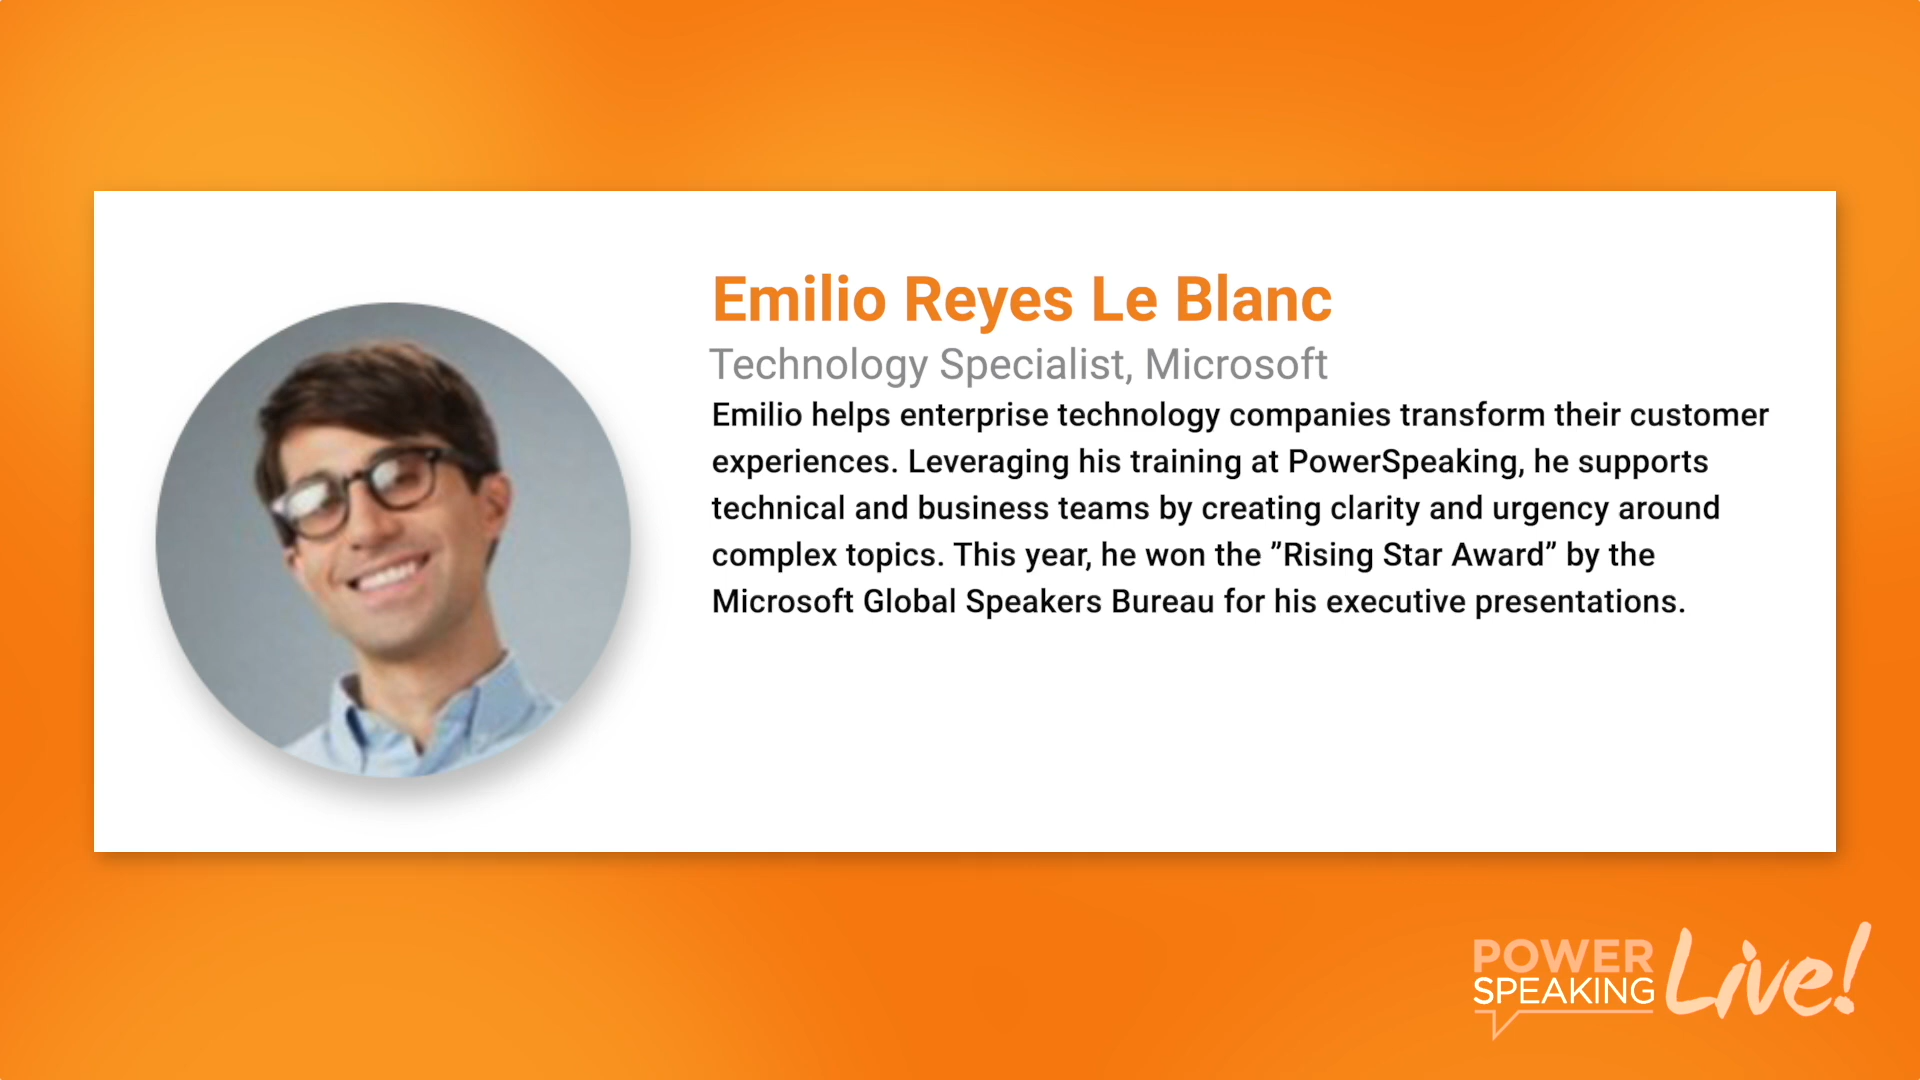 Emilio Reyes Le Blanc
Technology Specialist, Microsoft
Emilio helps enterprise technology companies transform their customer
experiences. Leveraging his training at PowerSpeaking, he supports
technical and business teams by creating clarity and urgency around
complex topics. This year, he won the ”Rising Star Award” by the
Microsoft Global Speakers Bureau for his executive presentations.
POWER
SPEAKING
Live!